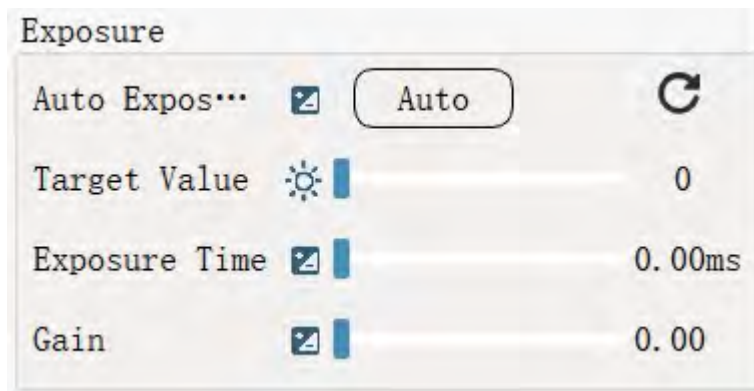 Exposure
Auto Expos… Auto
Target Value 0
Exposure Time 0.00ms
Gain 0.00